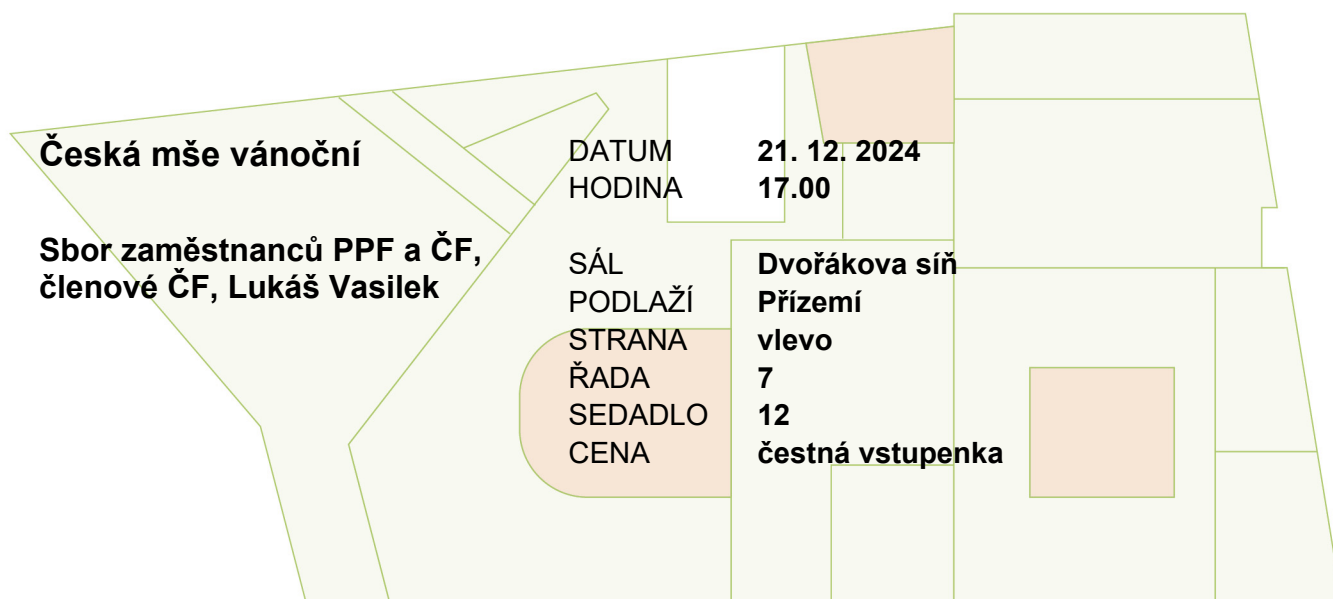 Česká mše vánoční
Sbor zaměstnanců PPF a ČF,
členové ČF, Lukáš Vasilek
DATUM 21. 12. 2024
HODINA 17.00
SÁL Dvořákova síň
PODLAŽÍ Přízemí
STRANA vlevo
ŘADA 7
SEDADLO 12
CENA čestná vstupenka